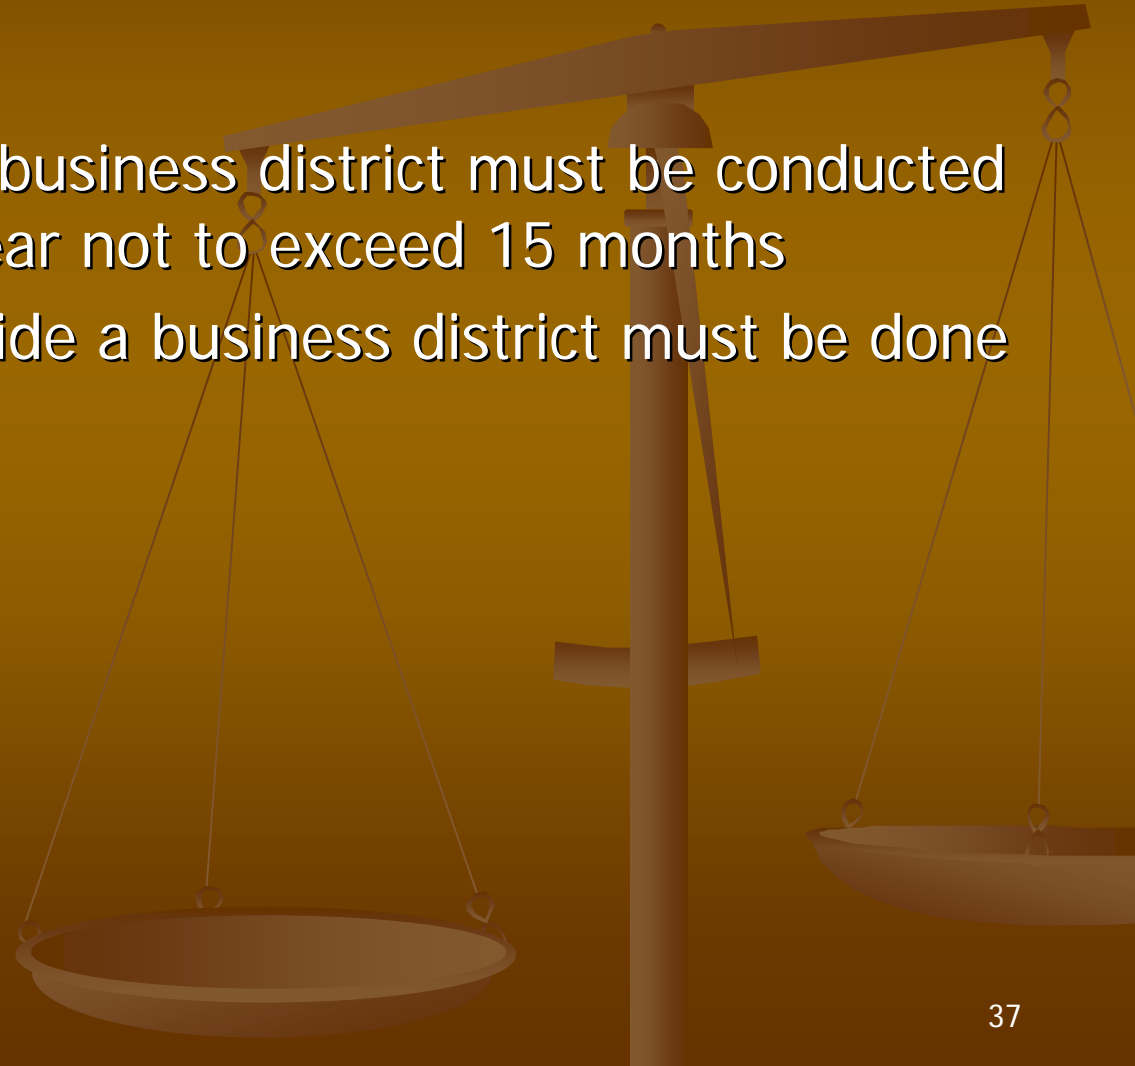 business district must be conducted
ear not to exceed 15 months
ide a business district must be done
37